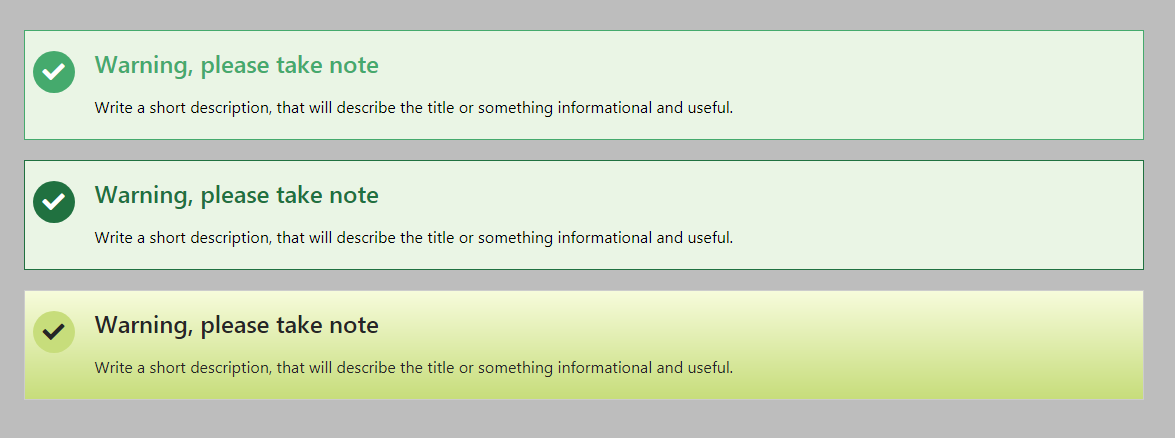 Warning, please take note
Write a short description, that will describe the title or something informational and useful.
Warning, please take note
Write a short description, that will describe the title or something informational and useful.
Warning, please take note
Write a short description, that will describe the title or something informational and useful.